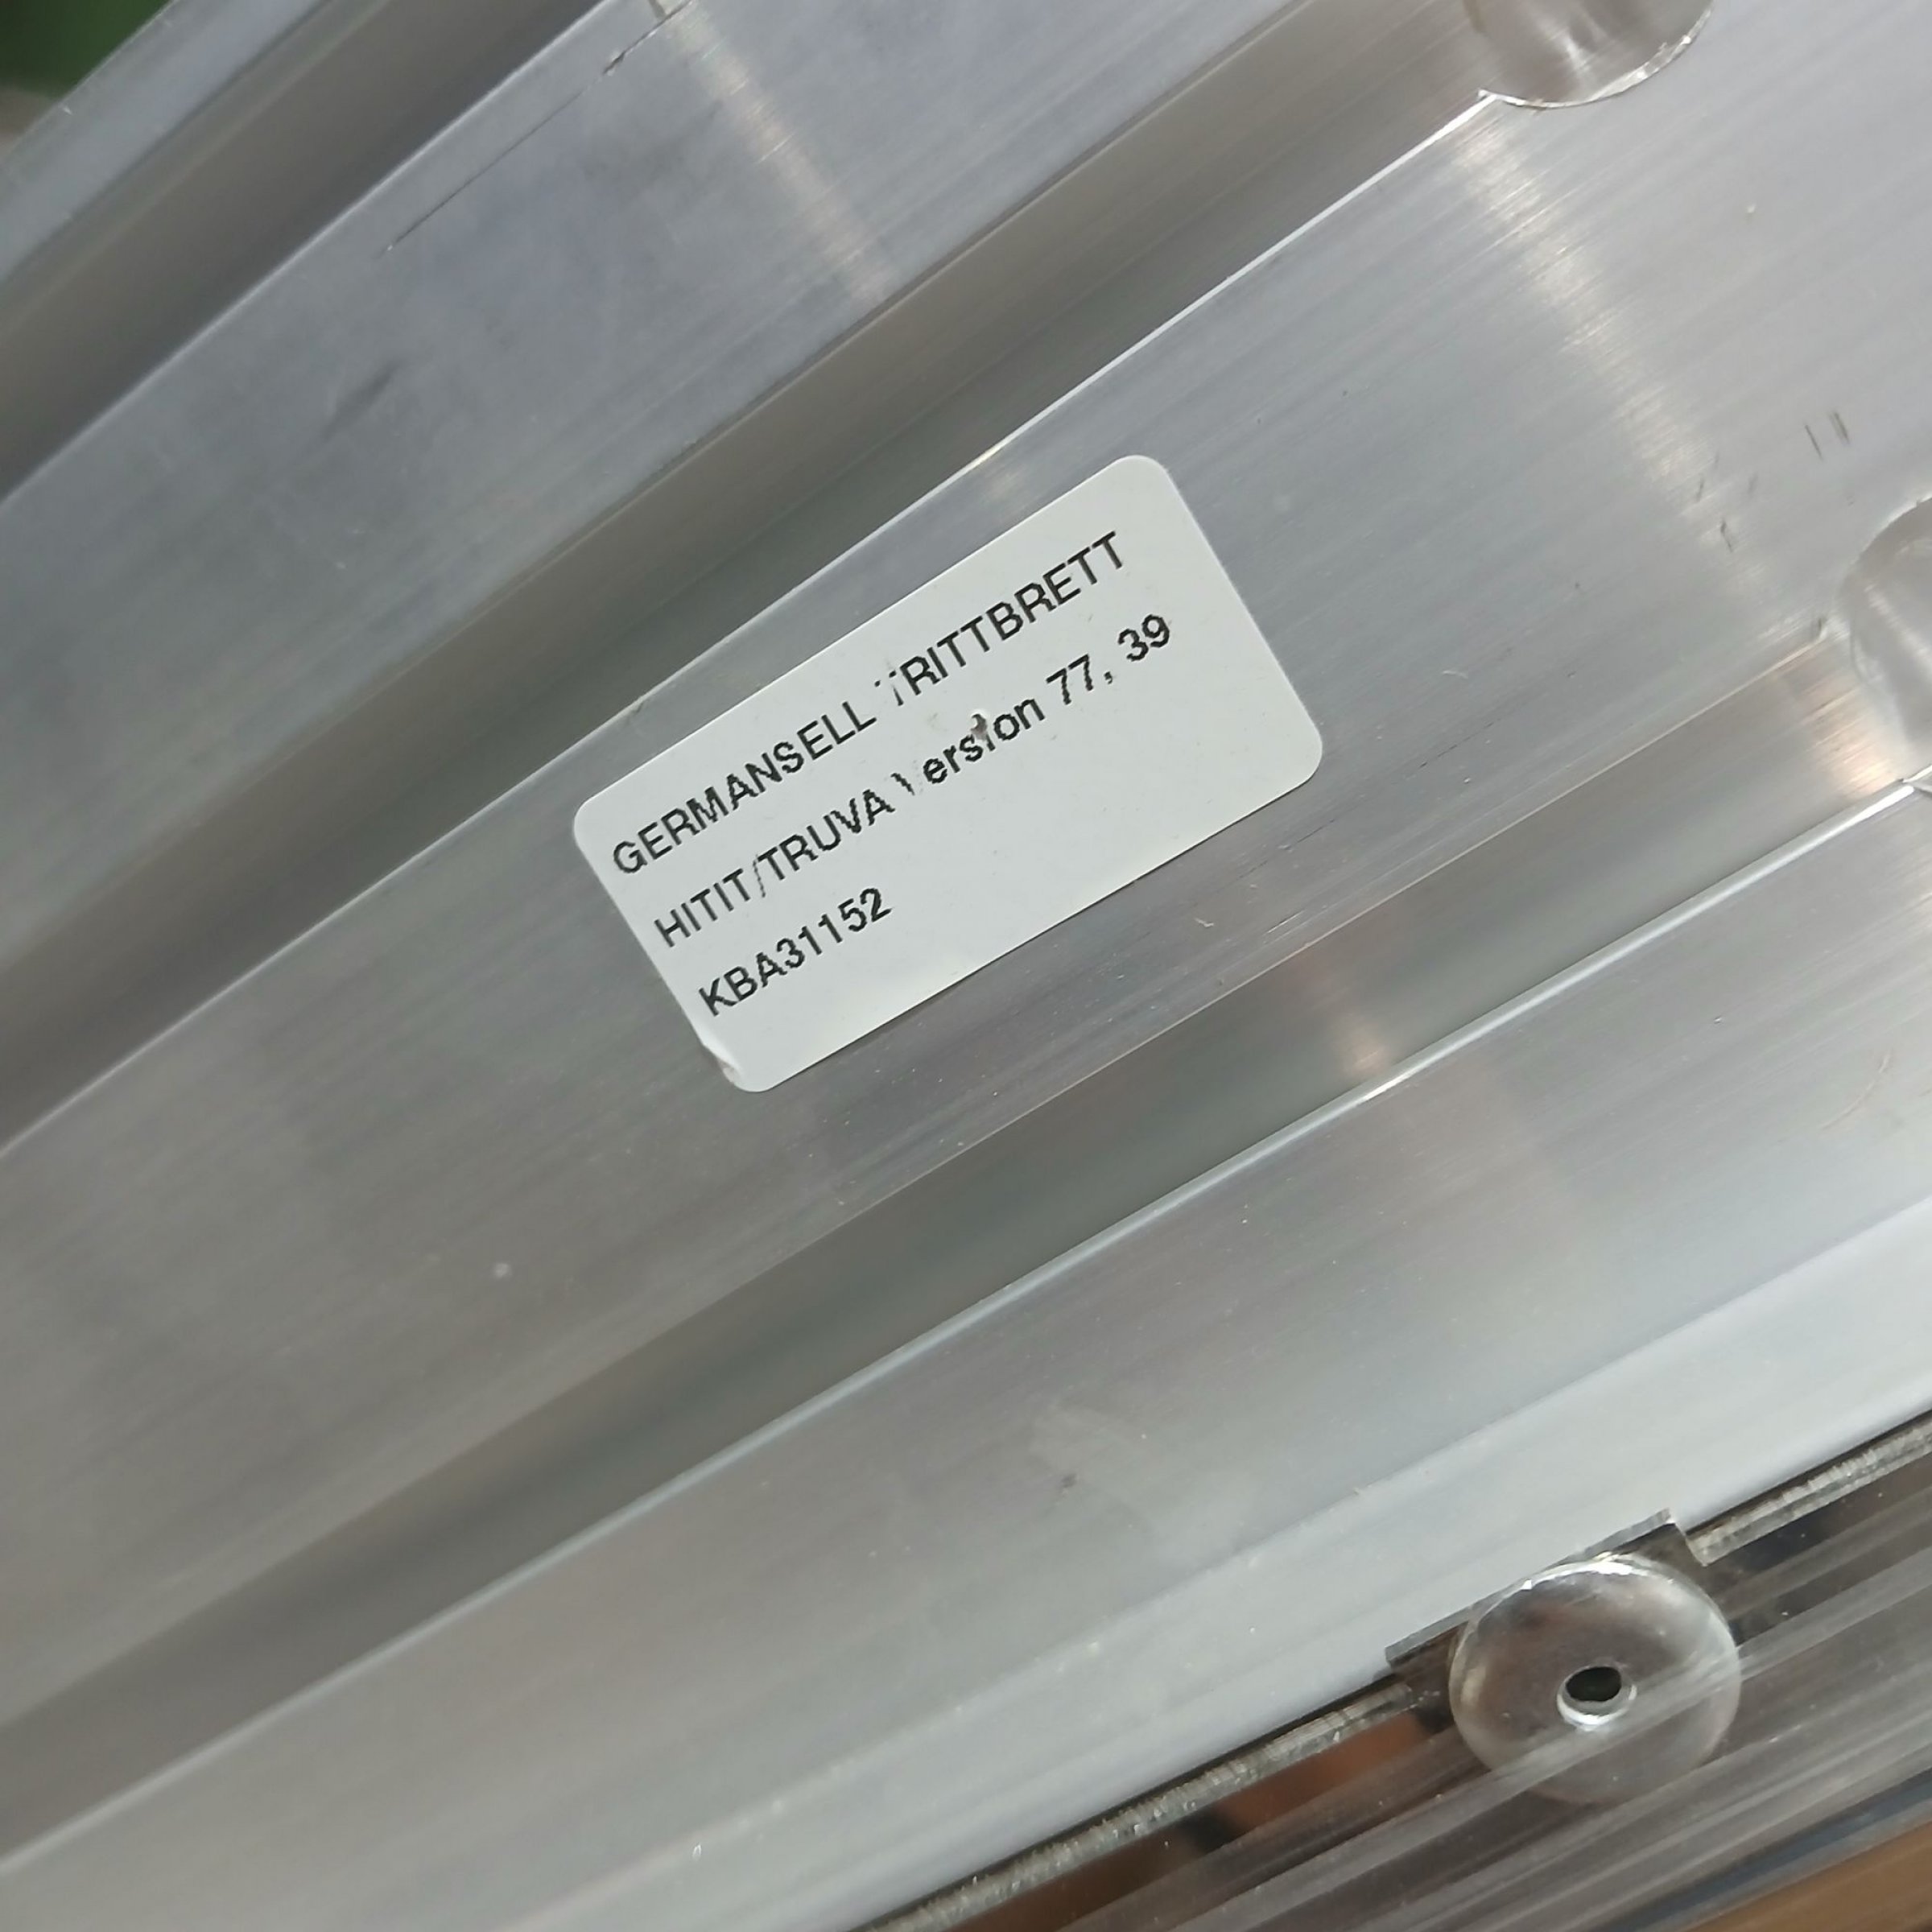 GERMANSELL TRITTBRETT
HITIT/TRUVA Version 77, 39
KBA31152